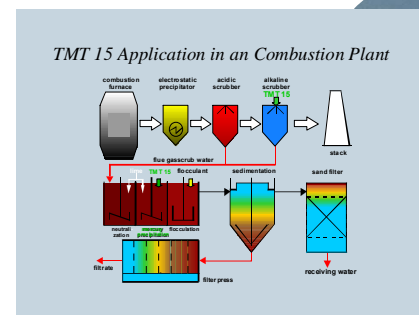 TMT 15 Application in an Combustion Plant
combustion furnace
electrostatic precipitator
acidic scrubber
alkaline scrubber
TMT 15
stack
flue gasscrub water
lime
TMT 15
flocculant
sedimentation
sand filter
neutrali zation
mercury precipitation
flocculation
filtrate
filter press
receiving water